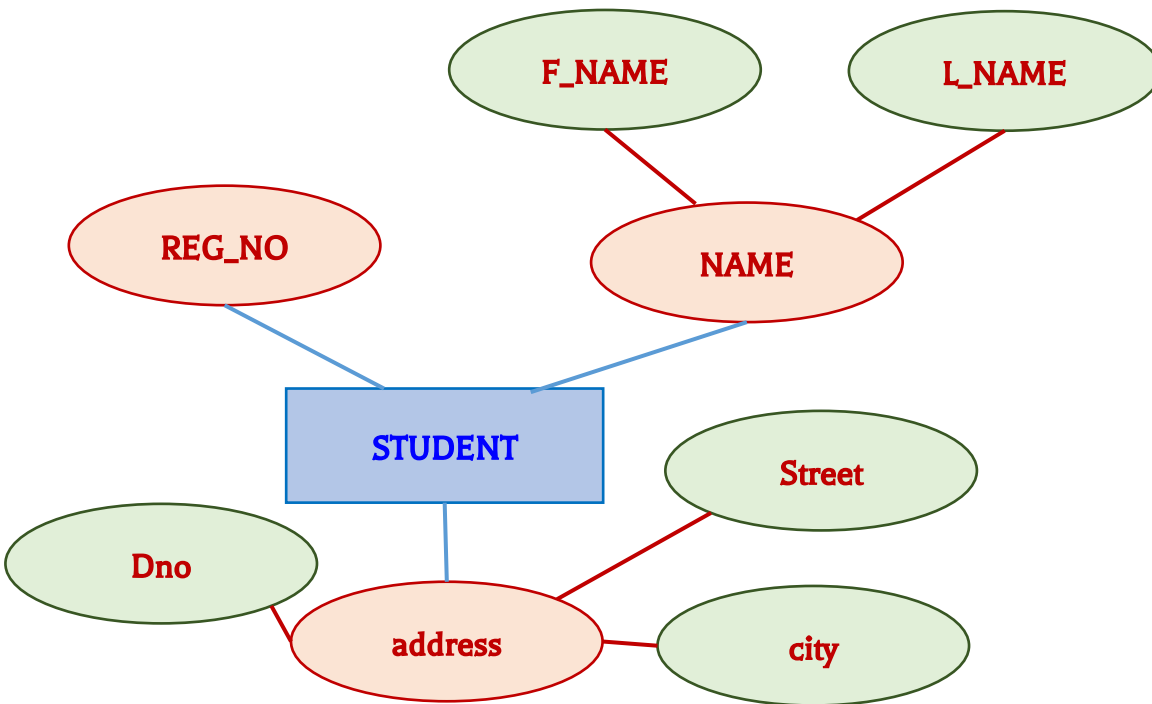 F_NAME
L_NAME
REG_NO
NAME
STUDENT
Street
Dno
address
city